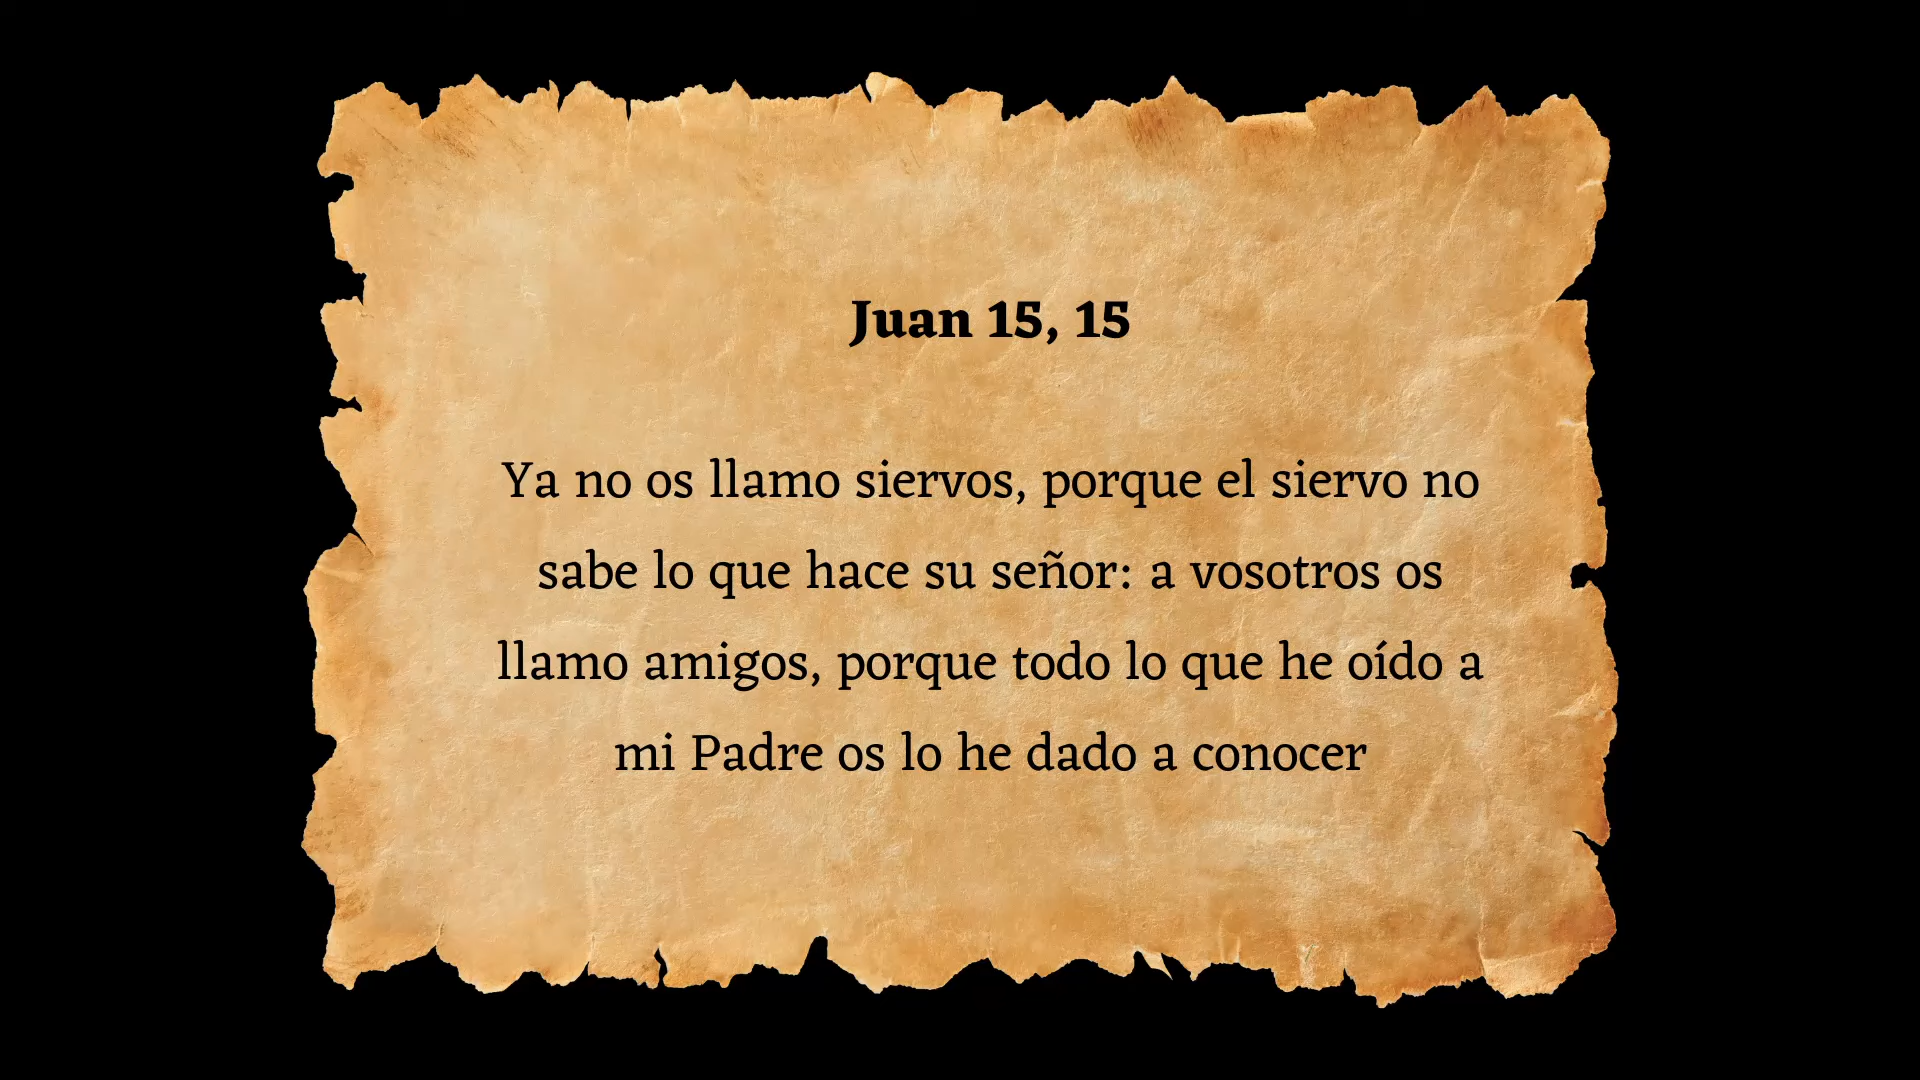 Juan 15, 15
Ya no os llamo siervos, porque el siervo no
sabe lo que hace su señor: a vosotros os
llamo amigos, porque todo lo que he oído a
mi Padre os lo he dado a conocer